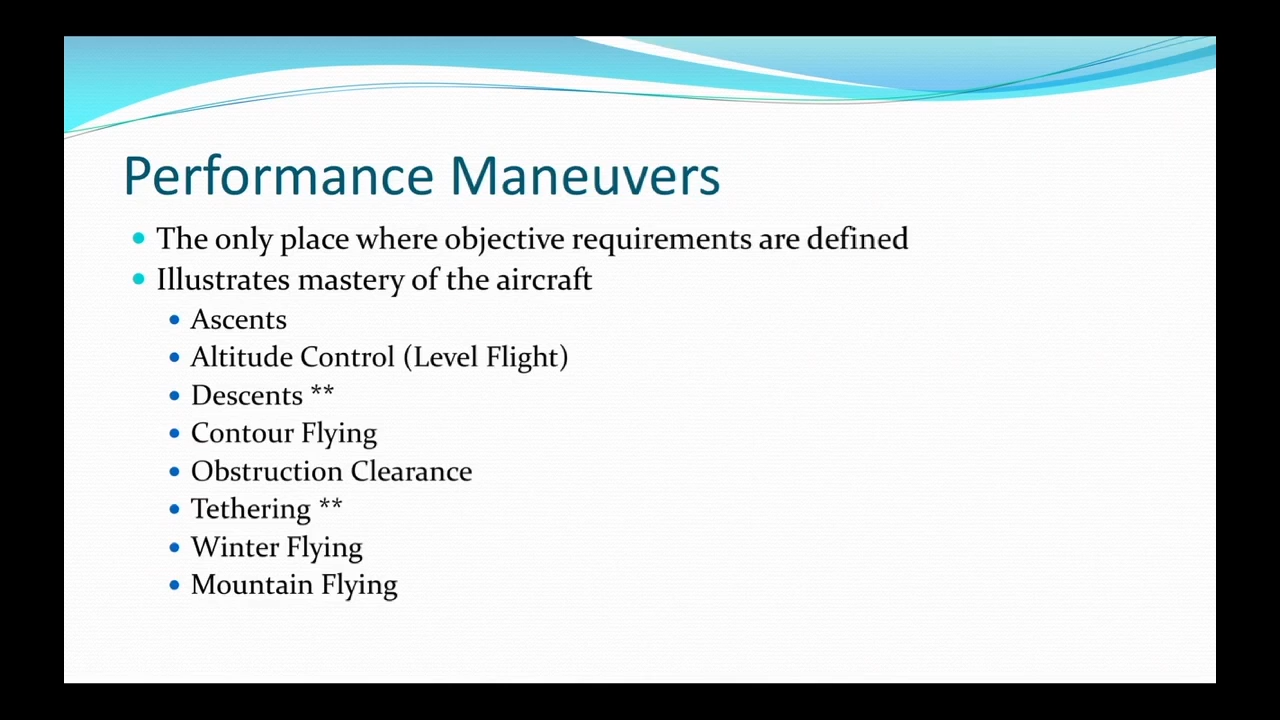 Performance Maneuvers
The only place where objective requirements are defined
Illustrates mastery of the aircraft
Ascents
Altitude Control (Level Flight)
Descents **
Contour Flying
Obstruction Clearance
Tethering **
Winter Flying
Mountain Flying